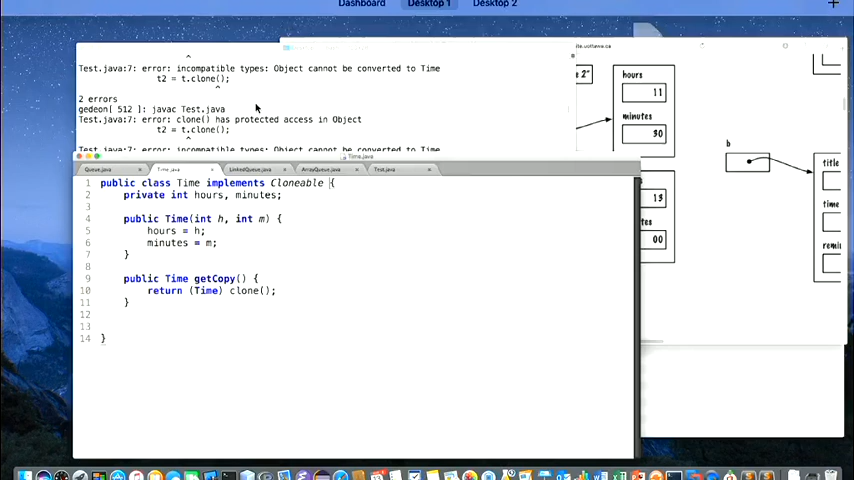 Dashboard
Desktop 1
Desktop 2
+
Test.java:7: error: incompatible types: Object cannot be converted to Time
t2 = t.clone();
^
2 errors
gedeon[ 512 ]: javac Test.java
Test.java:7: error: clone() has protected access in Object
t2 = t.clone();
^
Test.java:7: error: incompatible types: Object cannot be converted to Time
Time.java
Queue.java
Time.java
LinkedQueue.java
ArrayQueue.java
Test.java
1 public class Time implements Cloneable {
2 private int hours, minutes;
3
4 public Time(int h, int m) {
5 hours = h;
6 minutes = m;
7 }
8
9 public Time getCopy() {
10 return (Time) clone();
11 }
12
13
14 }
hours
11
minutes
30
13
00
b
title
time